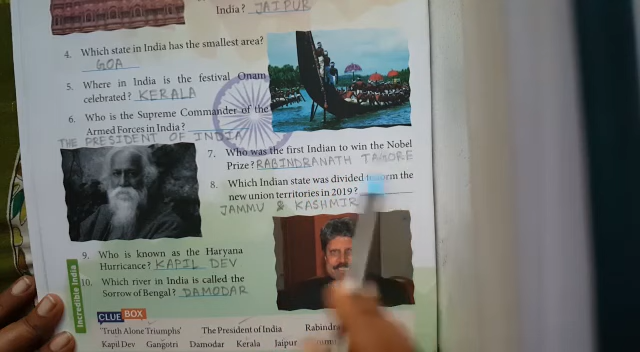 India? JAIPUR
4. Which state in India has the smallest area?
GOA
5. Where in India is the festival Onam
celebrated? KERALA
6. Who is the Supreme Commander of the
Armed Forces in India?
THE PRESIDENT OF INDIA
7. Who was the first Indian to win the Nobel
Prize? RABINDRANATH TAGORE
8. Which Indian state was divided to form the
new union territories in 2019?
JAMMU & KASHMIR
9. Who is known as the Haryana
Hurricance? KAPIL DEV
10. Which river in India is called the
Sorrow of Bengal? DAMODAR
Incredible India
CLUE BOX
'Truth Alone Triumphs' The President of India
Kapil Dev Gangotri Damodar Kerala Jaipur